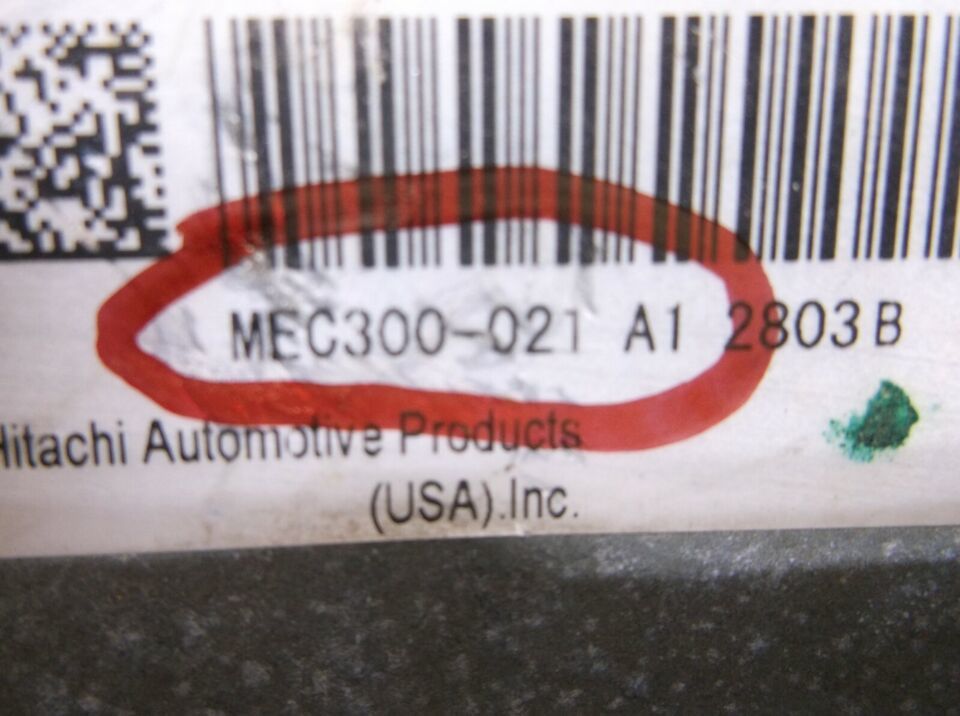 MEC300-021 A1 2803B
Hitachi Automotive Products
(USA).Inc.